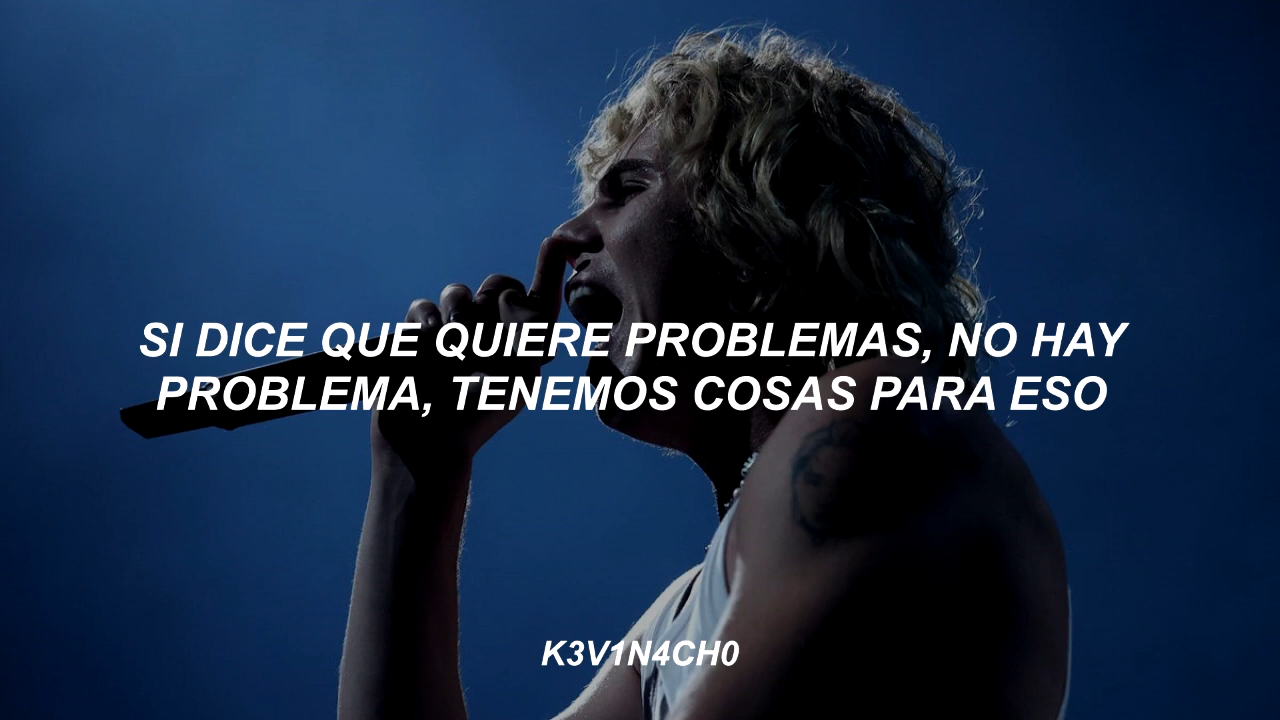 SI DICE QUE QUIERE PROBLEMAS, NO HAY
PROBLEMA, TENEMOS COSAS PARA ESO
K3V1N4CH0